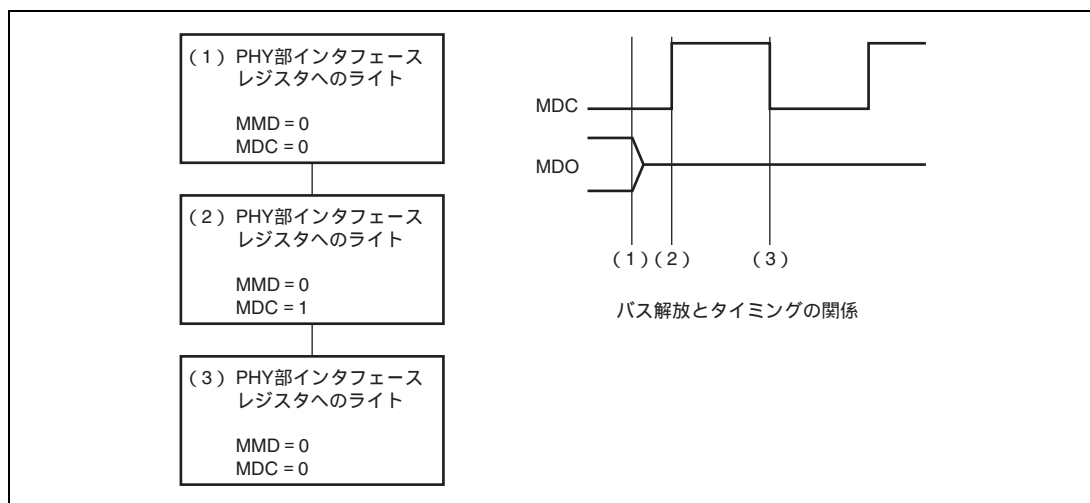 (1) PHY部インタフェース
レジスタへのライト
MMD = 0
MDC = 0
(2) PHY部インタフェース
レジスタへのライト
MMD = 0
MDC = 1
(3) PHY部インタフェース
レジスタへのライト
MMD = 0
MDC = 0
MDC
MDO
(1)(2) (3)
バス解放とタイミングの関係